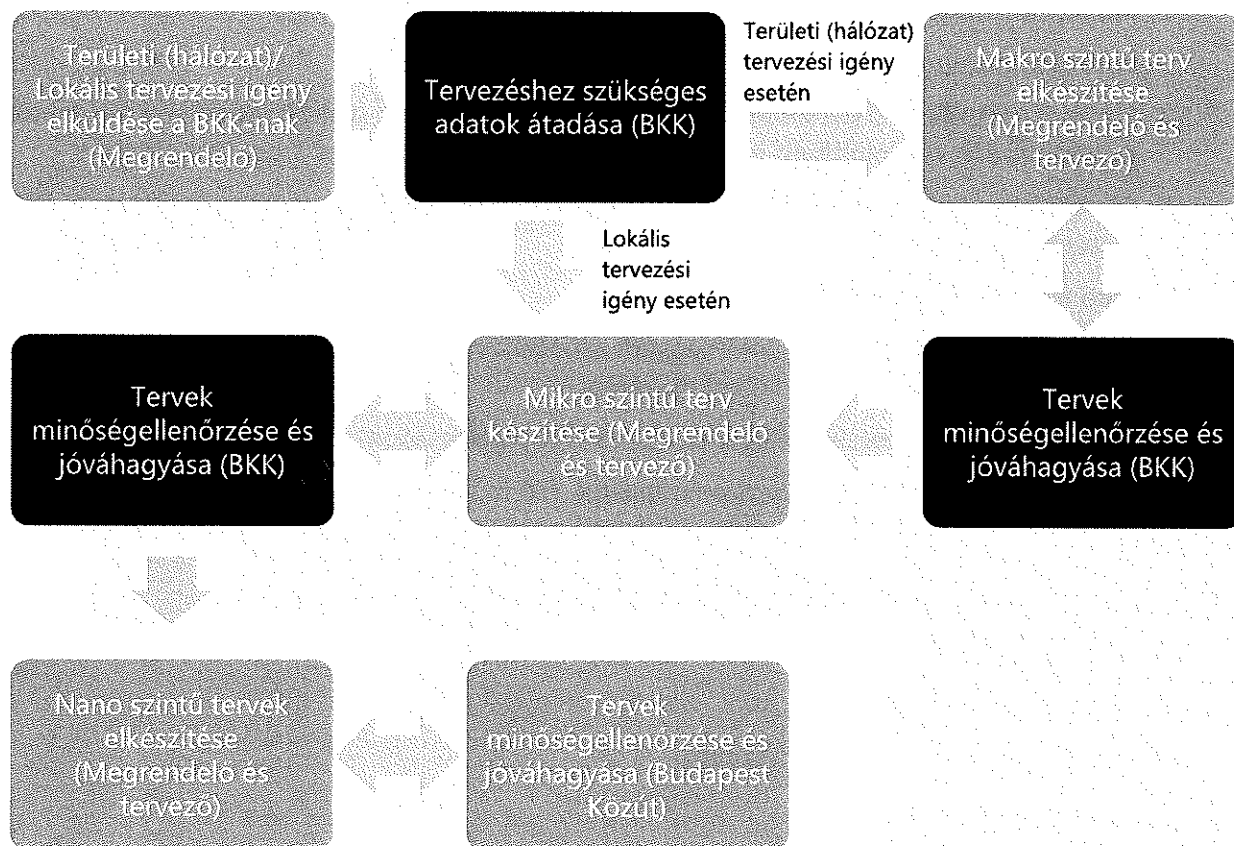 Területi (hálózat)/
Lokális tervezési igény
elküldése a BKK-nak
(Megrendelő)
Tervezéshez szükséges
adatok átadása (BKK)
Területi (hálózat)
tervezési igény
esetén
Makro szintű terv
elkészítése
(Megrendelő és
tervező)
Lokális
tervezési
igény esetén
Tervek
minőségellenőrzése és
jóváhagyása (BKK)
Mikro szintű terv
készítése (Megrendelő
és tervező)
Tervek
minőségellenőrzése és
jóváhagyása (BKK)
Nano szintű tervek
elkészítése
(Megrendelő és
tervező)
Tervek
minőségellenőrzése és
jóváhagyása (Budapest
Közút)